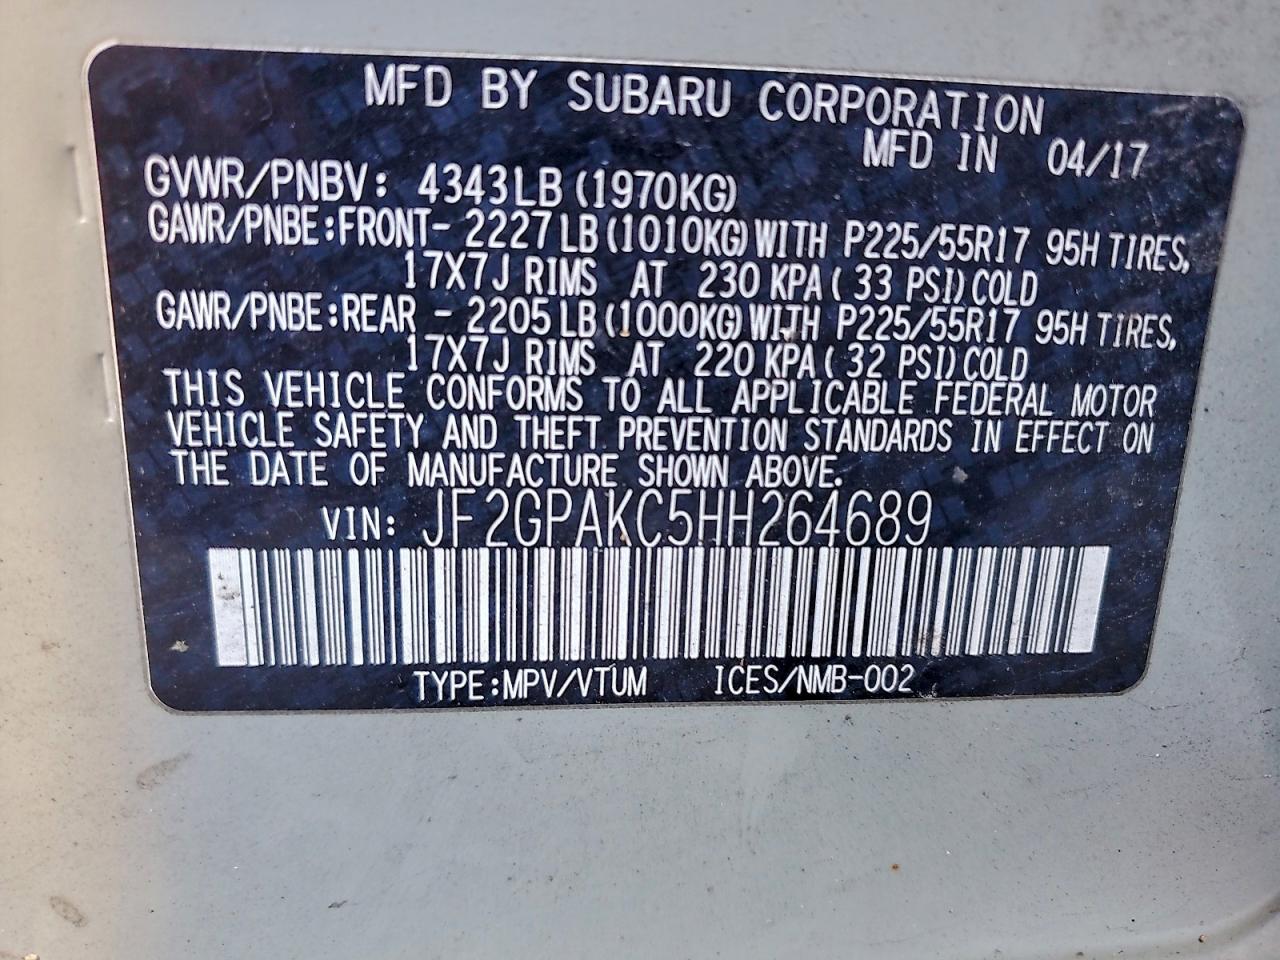 MFD BY SUBARU CORPORATION
MFD IN 04/17
GVWR/PNBV: 4343LB(1970KG)
GAWR/PNBE:FRONT- 2227LB(1010KG)WITH P225/55R17 95H TIRES,
17X7J RIMS AT 230 KPA( 33 PSI)COLD
GAWR/PNBE:REAR - 2205LB(1000KG)WITH P225/55R17 95H TIRES,
17X7J RIMS AT 220 KPA( 32 PSI)COLD
THIS VEHICLE CONFORMS TO ALL APPLICABLE FEDERAL MOTOR
VEHICLE SAFETY AND THEFT PREVENTION STANDARDS IN EFFECT ON
THE DATE OF MANUFACTURE SHOWN ABOVE.
VIN: JF2GPAKC5HH264689
TYPE:MPV/VTUM ICES/NMB-002